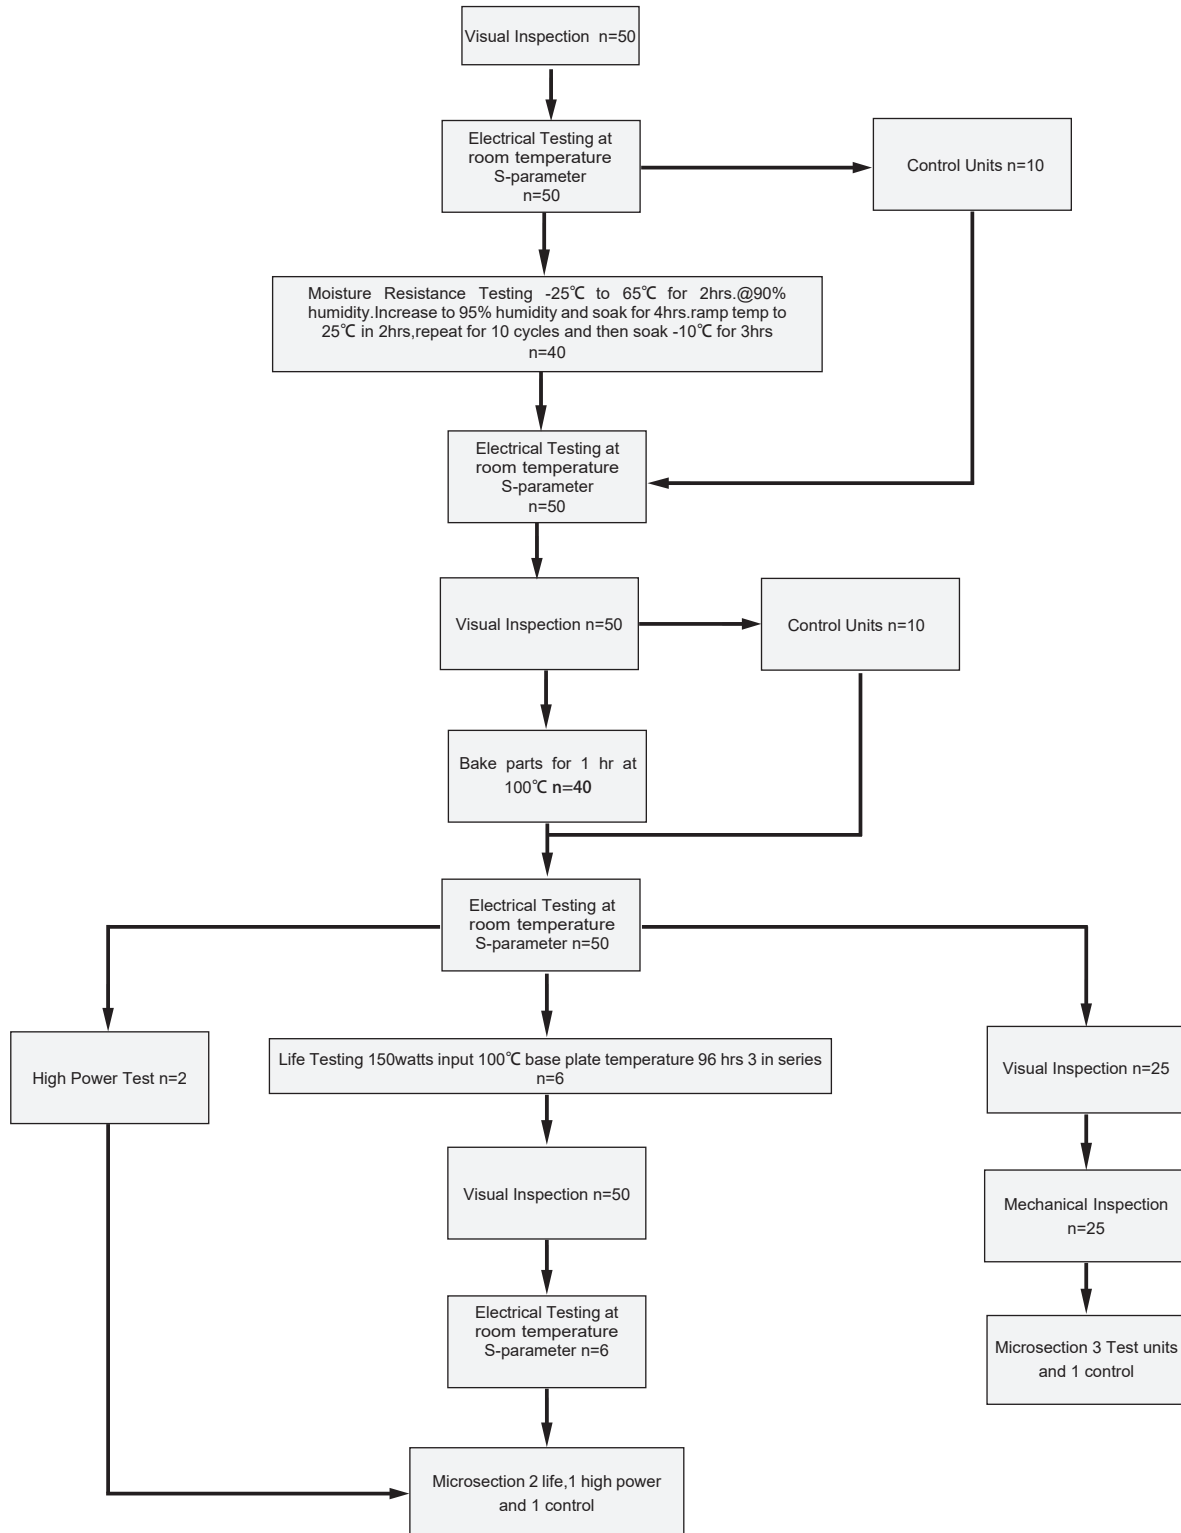 Visual Inspection n=50
Electrical Testing at
room temperature
S-parameter
n=50
Control Units n=10
Moisture Resistance Testing -25℃ to 65℃ for 2hrs.@90%
humidity.Increase to 95% humidity and soak for 4hrs.ramp temp to
25℃ in 2hrs,repeat for 10 cycles and then soak -10℃ for 3hrs
n=40
Electrical Testing at
room temperature
S-parameter
n=50
Visual Inspection n=50
Control Units n=10
Bake parts for 1 hr at
100℃ n=40
Electrical Testing at
room temperature
S-parameter n=50
High Power Test n=2
Life Testing 150watts input 100℃ base plate temperature 96 hrs 3 in series
n=6
Visual Inspection n=25
Visual Inspection n=50
Mechanical Inspection
n=25
Electrical Testing at
room temperature
S-parameter n=6
Microsection 3 Test units
and 1 control
Microsection 2 life,1 high power
and 1 control